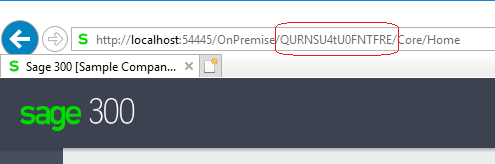 http://localhost:54445/OnPremise/QURNSU4tU0FNTFRE/Core/Home
S Sage 300 [Sample Compan...
sage 300